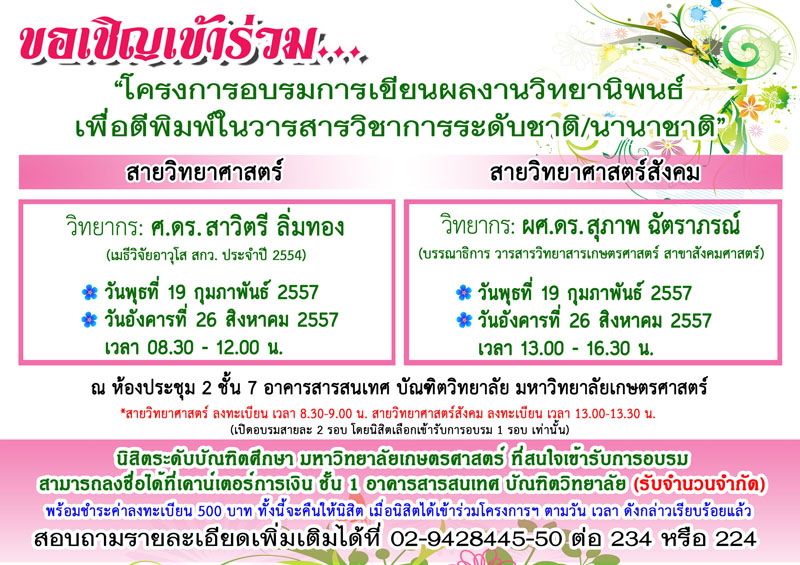 ขอเชิญเข้าร่วม...
“โครงการอบรมการเขียนผลงานวิทยานิพนธ์
เพื่อตีพิมพ์ในวารสารวิชาการระดับชาติ/นานาชาติ”
สายวิทยาศาสตร์
วิทยากร: ศ.ดร.สาวิตรี ลิ่มทอง
(เมธีวิจัยอาวุโส สกว. ประจำปี 2554)
วันพุธที่ 19 กุมภาพันธ์ 2557
วันอังคารที่ 26 สิงหาคม 2557
เวลา 08.30 - 12.00 น.
สายวิทยาศาสตร์สังคม
วิทยากร: ผศ.ดร.สุภาพ ฉัตราภรณ์
(บรรณาธิการ วารสารวิทยาสารเกษตรศาสตร์ สาขาสังคมศาสตร์)
วันพุธที่ 19 กุมภาพันธ์ 2557
วันอังคารที่ 26 สิงหาคม 2557
เวลา 13.00 - 16.30 น.
ณ ห้องประชุม 2 ชั้น 7 อาคารสารสนเทศ บัณฑิตวิทยาลัย มหาวิทยาลัยเกษตรศาสตร์
*สายวิทยาศาสตร์ ลงทะเบียน เวลา 8.30-9.00 น. สายวิทยาศาสตร์สังคม ลงทะเบียน เวลา 13.00-13.30 น.
(เปิดอบรมสายละ 2 รอบ โดยนิสิตเลือกเข้ารับการอบรม 1 รอบ เท่านั้น)
นิสิตระดับบัณฑิตศึกษา มหาวิทยาลัยเกษตรศาสตร์ ที่สนใจเข้ารับการอบรม
สามารถลงชื่อได้ที่เคาน์เตอร์การเงิน ชั้น 1 อาคารสารสนเทศ บัณฑิตวิทยาลัย (รับจำนวนจำกัด)
พร้อมชำระค่าลงทะเบียน 500 บาท ทั้งนี้จะคืนให้นิสิต เมื่อนิสิตได้เข้าร่วมโครงการฯ ตามวัน เวลา ดังกล่าวเรียบร้อยแล้ว
สอบถามรายละเอียดเพิ่มเติมได้ที่ 02-9428445-50 ต่อ 234 หรือ 224